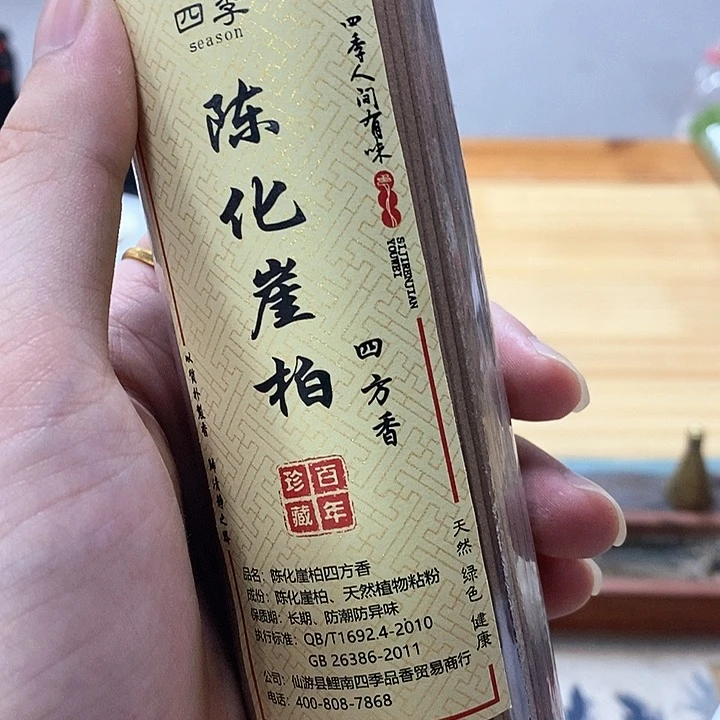 四季
season
四季人间有味
SIJIRENJIAN
YOUWEI
陈化崖柏
四方香
百年
珍藏
天然 绿色 健康
品名：陈化崖柏四方香
成份：陈化崖柏、天然植物粘粉
保质期：长期、防潮防异味
执行标准：QB/T1692.4-2010
GB 26386-2011
公司：仙游县鲤南四季品香贸易商行
电话：400-808-7868